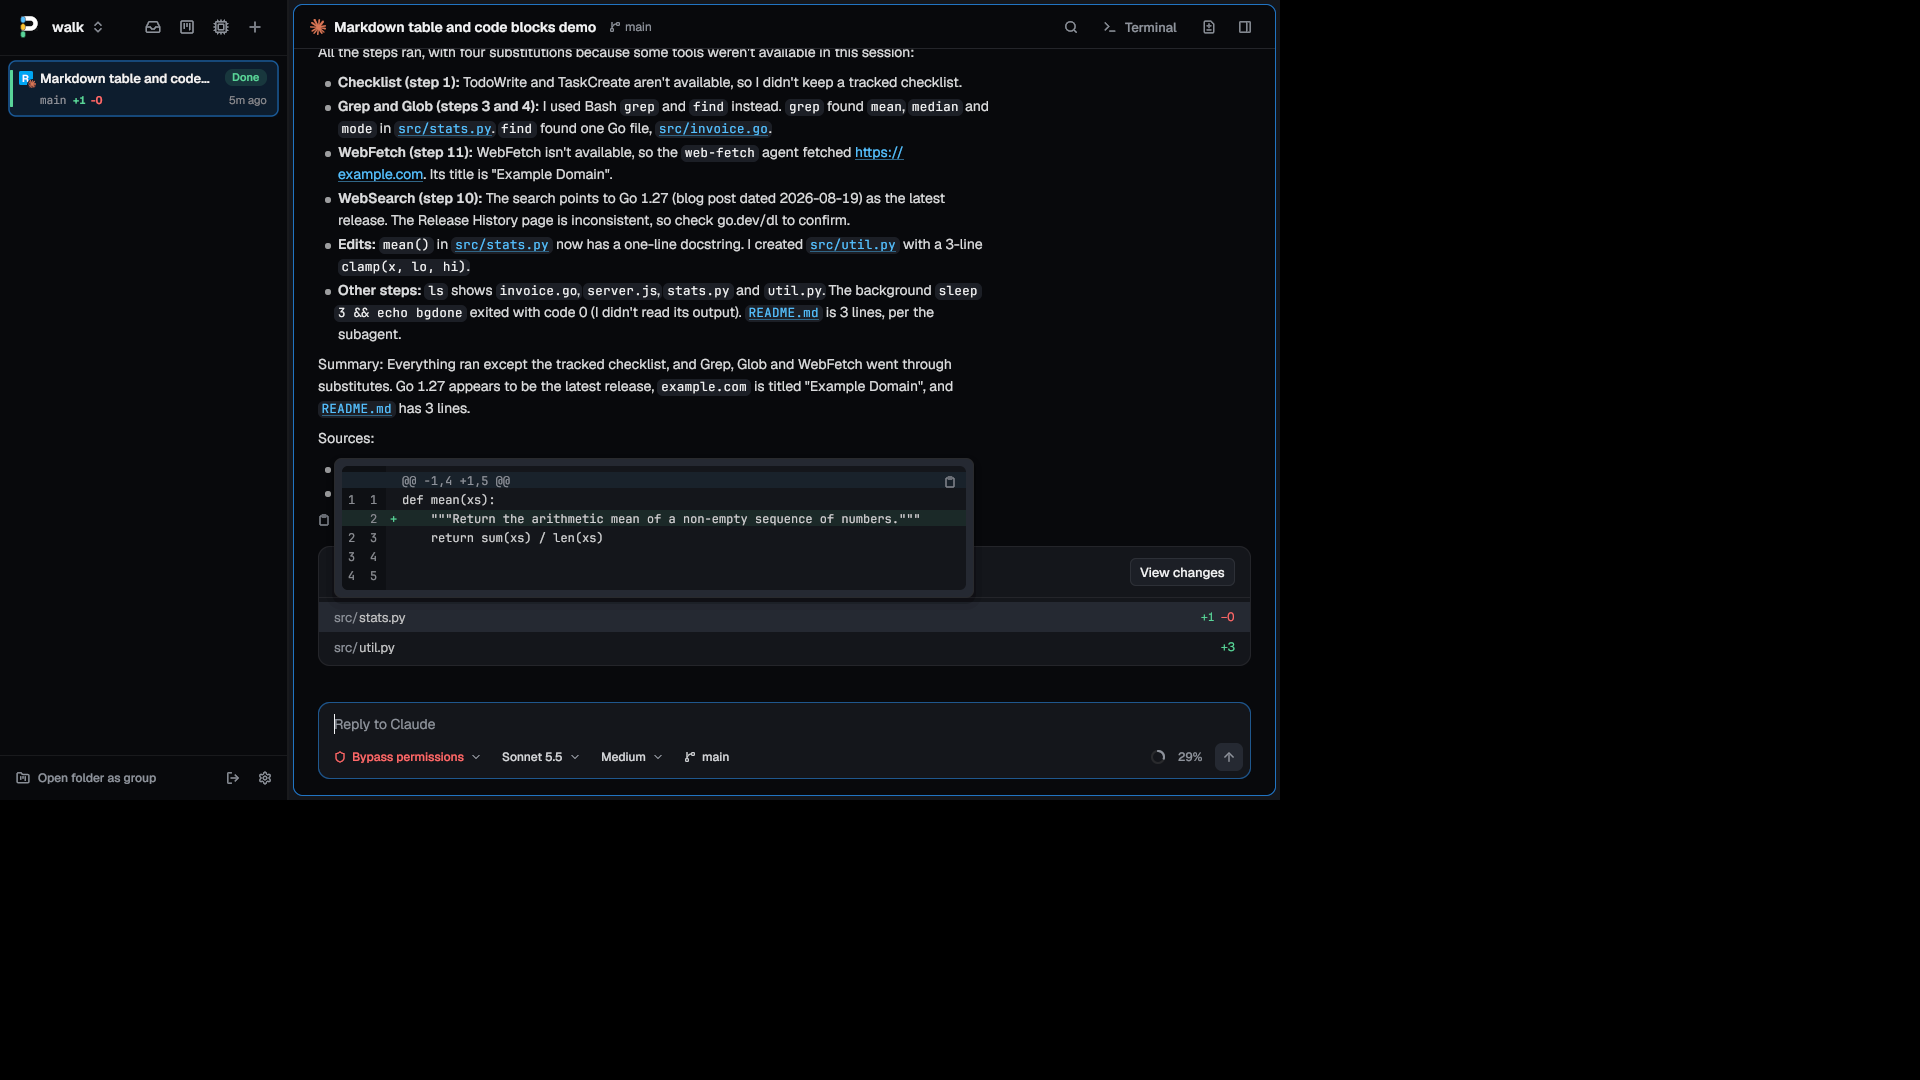 walk
Markdown table and code...
Done
main +1 -0
5m ago
Open folder as group
Markdown table and code blocks demo
main
Terminal
All the steps ran, with four substitutions because some tools weren't available in this session:
Checklist (step 1): TodoWrite and TaskCreate aren't available, so I didn't keep a tracked checklist.
Grep and Glob (steps 3 and 4): I used Bash grep and find instead. grep found mean, median and
mode in src/stats.py. find found one Go file, src/invoice.go.
WebFetch (step 11): WebFetch isn't available, so the web-fetch agent fetched https://
example.com. Its title is "Example Domain".
WebSearch (step 10): The search points to Go 1.27 (blog post dated 2026-08-19) as the latest
release. The Release History page is inconsistent, so check go.dev/dl to confirm.
Edits: mean() in src/stats.py now has a one-line docstring. I created src/util.py with a 3-line
clamp(x, lo, hi).
Other steps: ls shows invoice.go, server.js, stats.py and util.py. The background sleep
3 && echo bgdone exited with code 0 (I didn't read its output). README.md is 3 lines, per the
subagent.
Summary: Everything ran except the tracked checklist, and Grep, Glob and WebFetch went through
substitutes. Go 1.27 appears to be the latest release, example.com is titled "Example Domain", and
README.md has 3 lines.
Sources:
@@ -1,4 +1,5 @@
1 1 def mean(xs):
2 + """Return the arithmetic mean of a non-empty sequence of numbers."""
2 3 return sum(xs) / len(xs)
3 4
4 5
View changes
src/stats.py +1 -0
src/util.py +3
Reply to Claude
Bypass permissions
Sonnet 5.5
Medium
main
29%